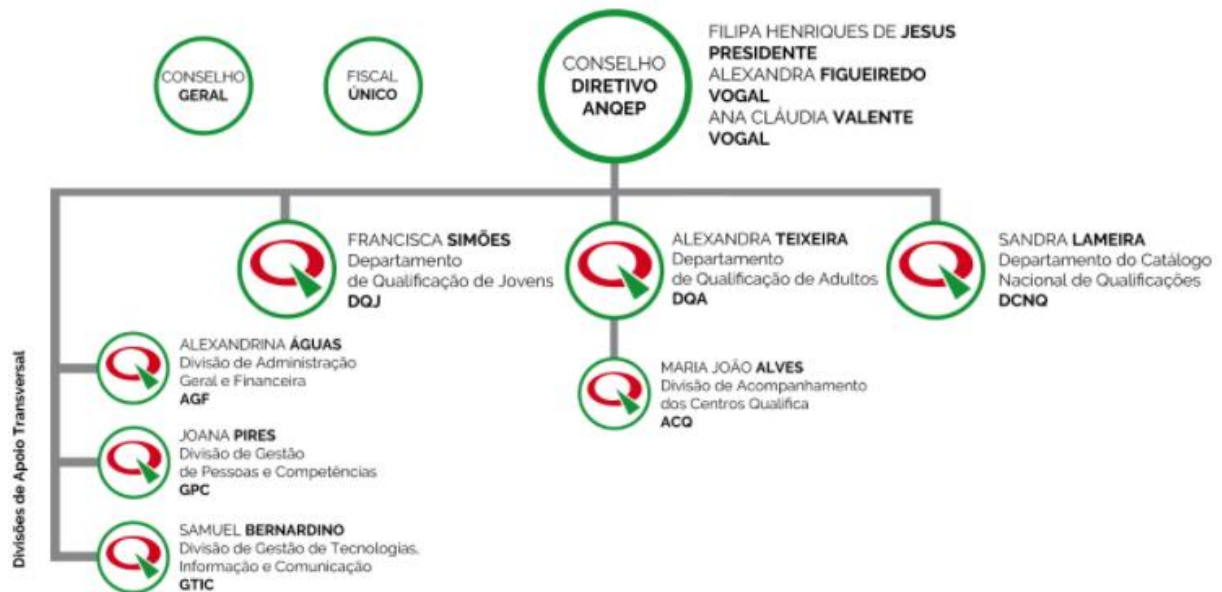 CONSELHO
GERAL
FISCAL
ÚNICO
CONSELHO
DIRETIVO
ANQEP
FILIPA HENRIQUES DE JESUS
PRESIDENTE
ALEXANDRA FIGUEIREDO
VOGAL
ANA CLÁUDIA VALENTE
VOGAL
FRANCISCA SIMÕES
Departamento
de Qualificação de Jovens
DQJ
ALEXANDRA TEIXEIRA
Departamento
de Qualificação de Adultos
DQA
SANDRA LAMEIRA
Departamento do Catálogo
Nacional de Qualificações
DCNQ
MARIA JOÃO ALVES
Divisão de Acompanhamento
dos Centros Qualifica
ACQ
Divisões de Apoio Transversal
ALEXANDRINA ÁGUAS
Divisão de Administração
Geral e Financeira
AGF
JOANA PIRES
Divisão de Gestão
de Pessoas e Competências
GPC
SAMUEL BERNARDINO
Divisão de Gestão de Tecnologias,
Informação e Comunicação
GTIC